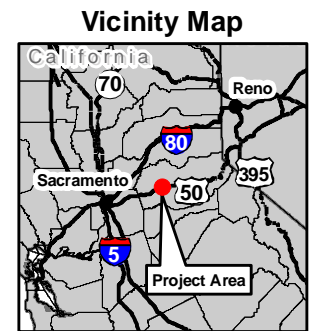 Vicinity Map
California
70
Reno
80
Sacramento
50
395
5
Project Area